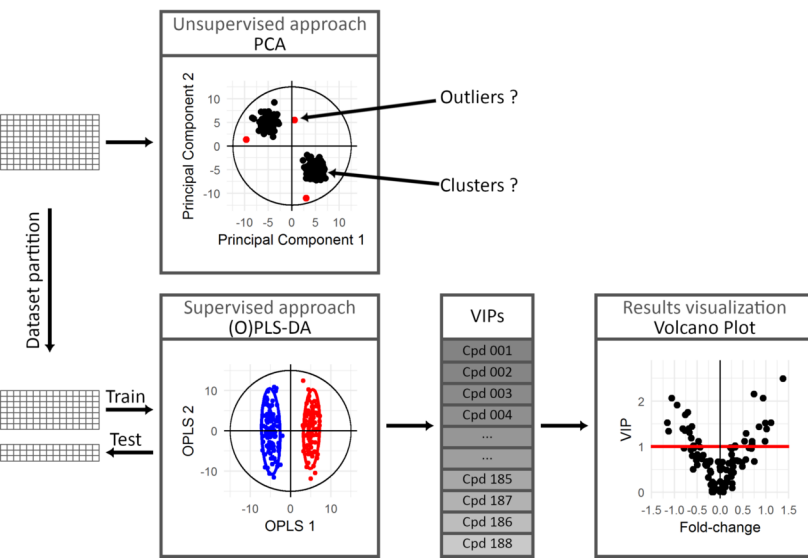 Unsupervised approach
PCA
Principal Component 2
10
5
0
-5
-10
-10 -5 0 5 10
Principal Component 1
Outliers ?
Clusters ?
Dataset partition
Train
Test
Supervised approach
(O)PLS-DA
OPLS 2
10
0
-10
-10 0 10
OPLS 1
VIPs
Cpd 001
Cpd 002
Cpd 003
Cpd 004
...
...
Cpd 185
Cpd 187
Cpd 186
Cpd 188
Results visualization
Volcano Plot
VIP
2
1
0
-1.5 -1.0 -0.5 0.0 0.5 1.0 1.5
Fold-change